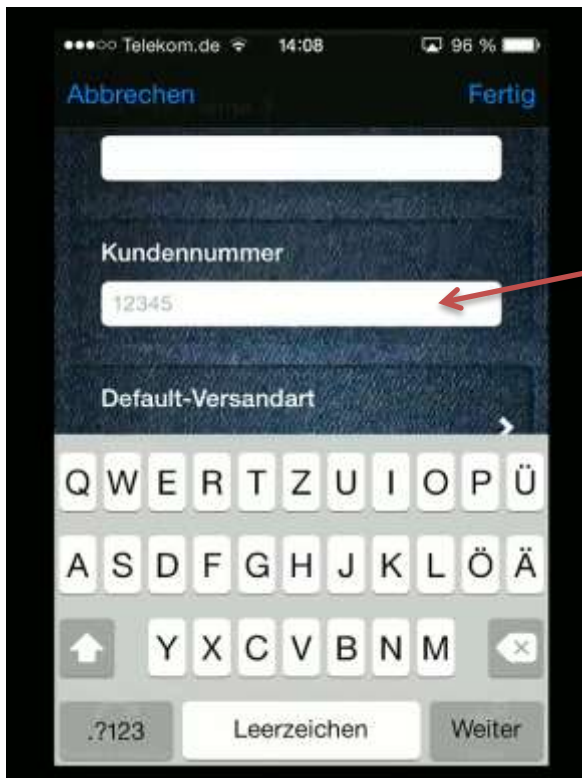 Telekom.de 14:08 96 %
Abbrechen Fertig
Kundennummer
12345
Default-Versandart
Q W E R T Z U I O P Ü
A S D F G H J K L Ö Ä
Y X C V B N M
.?123 Leerzeichen Weiter